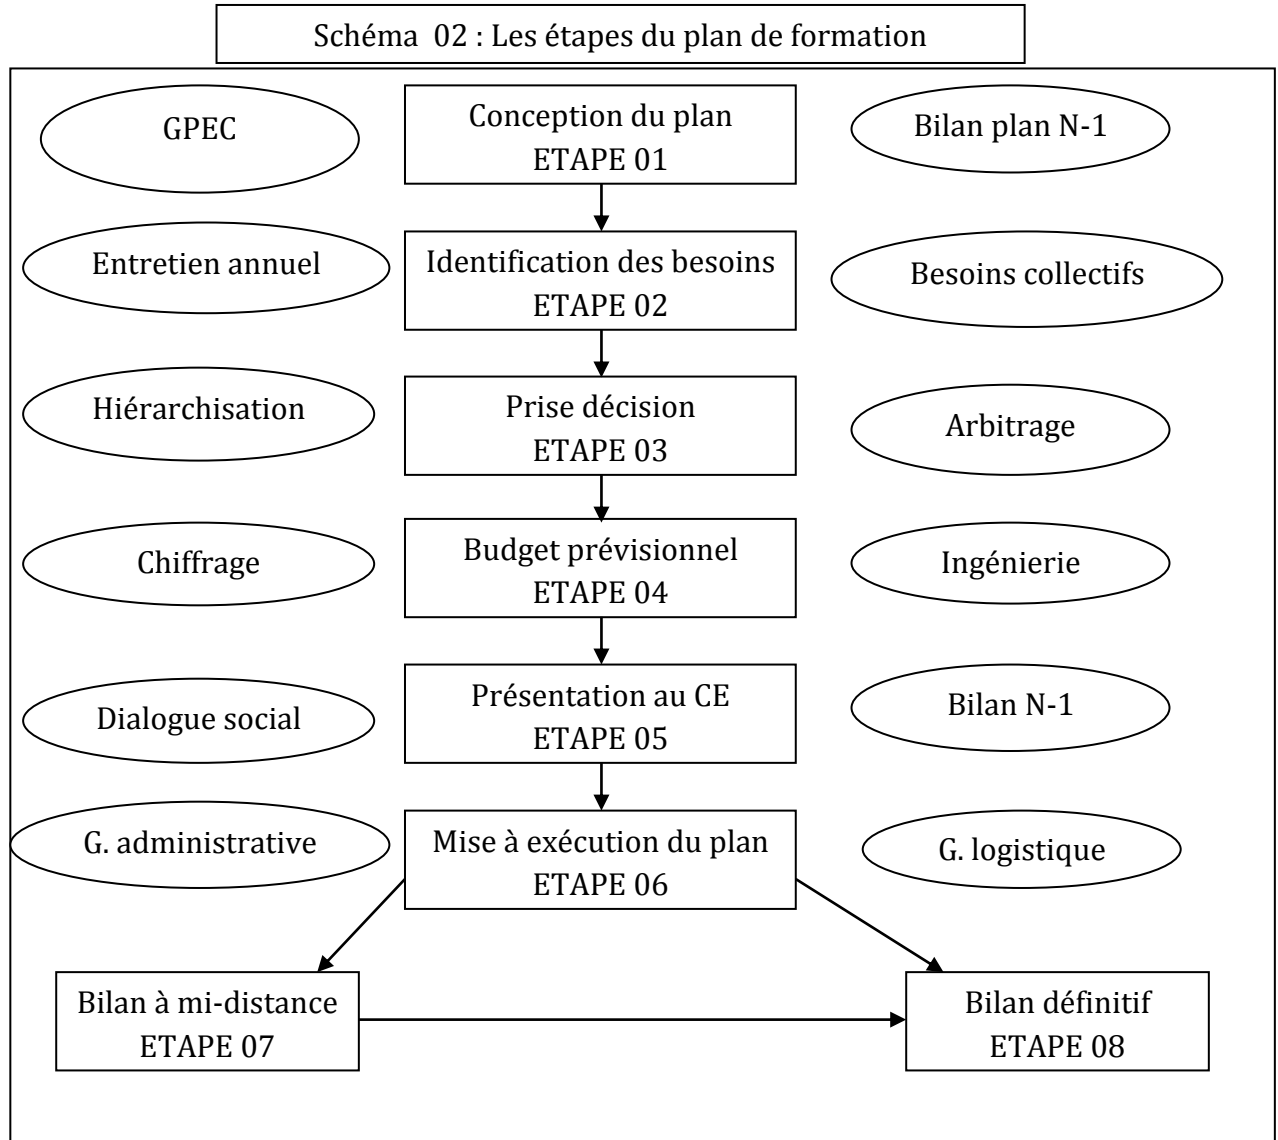 Schéma  02 : Les étapes du plan de formation
GPEC
Conception du plan
ETAPE 01
Bilan plan N-1
Entretien annuel
Identification des besoins
ETAPE 02
Besoins collectifs
Hiérarchisation
Prise décision
ETAPE 03
Arbitrage
Chiffrage
Budget prévisionnel
ETAPE 04
Ingénierie
Dialogue social
Présentation au CE
ETAPE 05
Bilan N-1
G. administrative
Mise à exécution du plan
ETAPE 06
G. logistique
Bilan à mi-distance
ETAPE 07
Bilan définitif
ETAPE 08